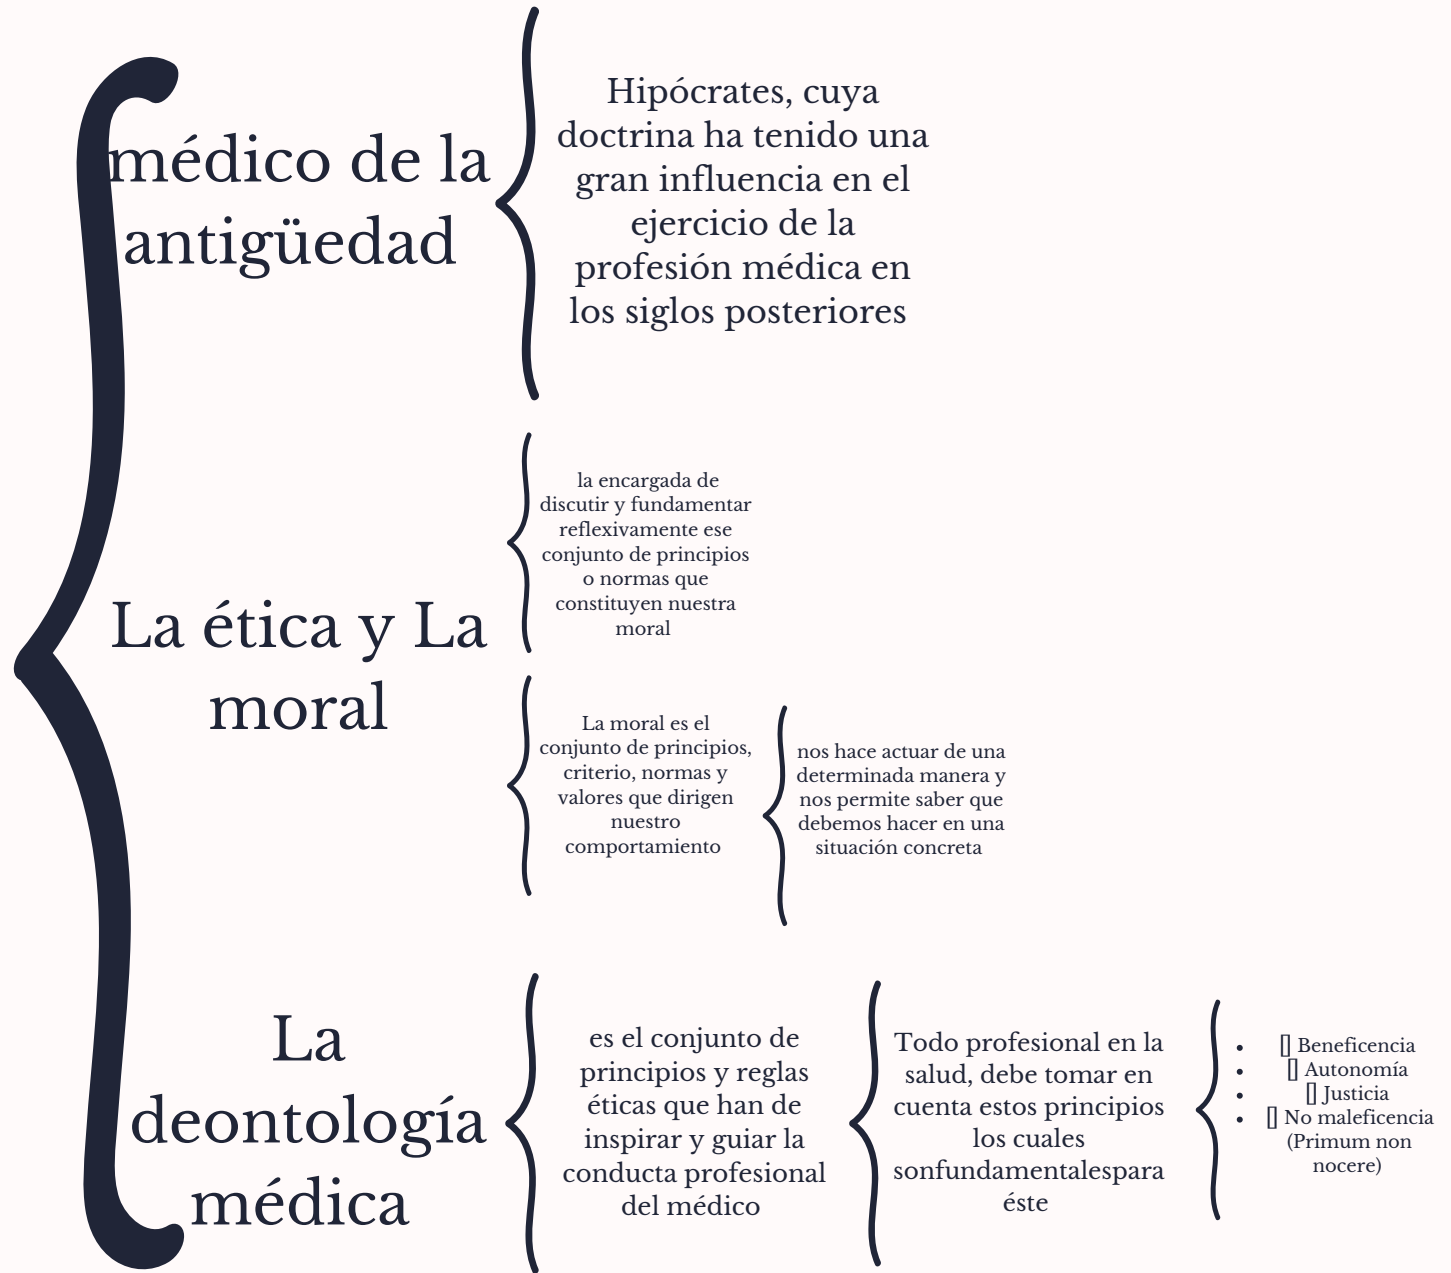 médico de la
antigüedad
Hipócrates, cuya
doctrina ha tenido una
gran influencia en el
ejercicio de la
profesión médica en
los siglos posteriores
La ética y La
moral
la encargada de
discutir y fundamentar
reflexivamente ese
conjunto de principios
o normas que
constituyen nuestra
moral
La moral es el
conjunto de principios,
criterio, normas y
valores que dirigen
nuestro
comportamiento
nos hace actuar de una
determinada manera y
nos permite saber que
debemos hacer en una
situación concreta
La
deontología
médica
es el conjunto de
principios y reglas
éticas que han de
inspirar y guiar la
conducta profesional
del médico
Todo profesional en la
salud, debe tomar en
cuenta estos principios
los cuales
sonfundamentalespara
éste
• [] Beneficencia
• [] Autonomía
• [] Justicia
• [] No maleficencia
(Primum non
nocere)